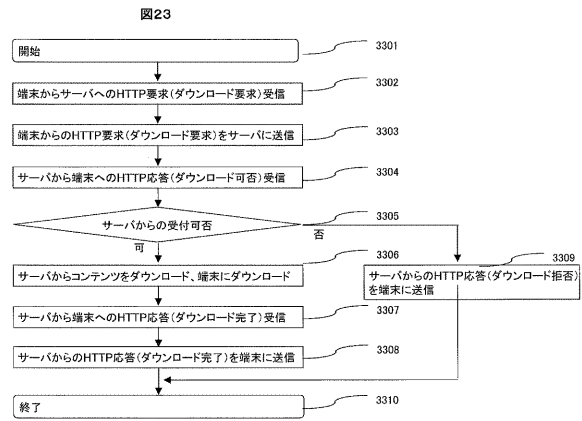 図23
開始
3301
端末からサーバへのHTTP要求(ダウンロード要求)受信
3302
端末からのHTTP要求(ダウンロード要求)をサーバに送信
3303
サーバから端末へのHTTP応答(ダウンロード可否)受信
3304
サーバからの受付可否
3305
可
否
サーバからコンテンツをダウンロード、端末にダウンロード
3306
サーバからのHTTP応答(ダウンロード拒否)
を端末に送信
3309
サーバから端末へのHTTP応答(ダウンロード完了)受信
3307
サーバからのHTTP応答(ダウンロード完了)を端末に送信
3308
終了
3310